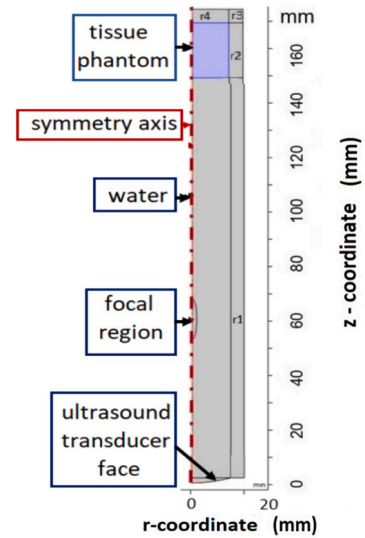 r4
r3
mm
tissue
phantom
r2
160
140
symmetry axis
120
water
100
z - coordinate (mm)
80
focal
region
60
r1
40
ultrasound
transducer
face
20
0
mm
0
20
r-coordinate (mm)